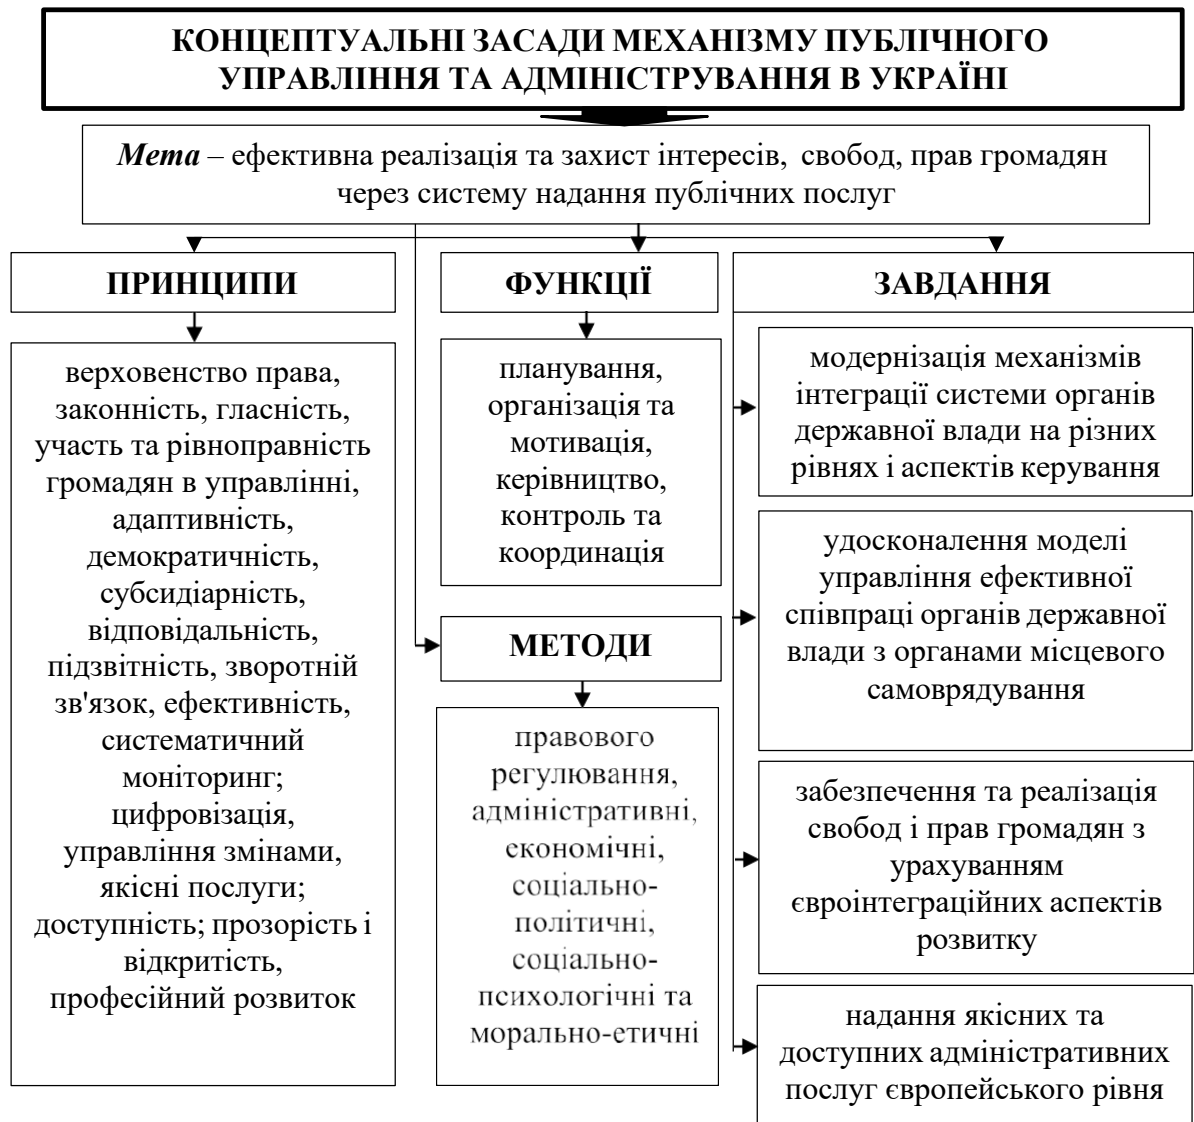 КОНЦЕПТУАЛЬНІ ЗАСАДИ МЕХАНІЗМУ ПУБЛІЧНОГО
УПРАВЛІННЯ ТА АДМІНІСТРУВАННЯ В УКРАЇНІ
Мета – ефективна реалізація та захист інтересів, свобод, прав громадян
через систему надання публічних послуг
ПРИНЦИПИ
верховенство права,
законність, гласність,
участь та рівноправність
громадян в управлінні,
адаптивність,
демократичність,
субсидіарність,
відповідальність,
підзвітність, зворотній
зв'язок, ефективність,
систематичний
моніторинг;
цифровізація,
управління змінами,
якісні послуги;
доступність; прозорість і
відкритість,
професійний розвиток
ФУНКЦІЇ
планування,
організація та
мотивація,
керівництво,
контроль та
координація
МЕТОДИ
правового
регулювання,
адміністративні,
економічні,
соціально-
політичні,
соціально-
психологічні та
морально-етичні
ЗАВДАННЯ
модернізація механізмів
інтеграції системи органів
державної влади на різних
рівнях і аспектів керування
удосконалення моделі
управління ефективної
співпраці органів державної
влади з органами місцевого
самоврядування
забезпечення та реалізація
свобод і прав громадян з
урахуванням
євроінтеграційних аспектів
розвитку
надання якісних та
доступних адміністративних
послуг європейського рівня